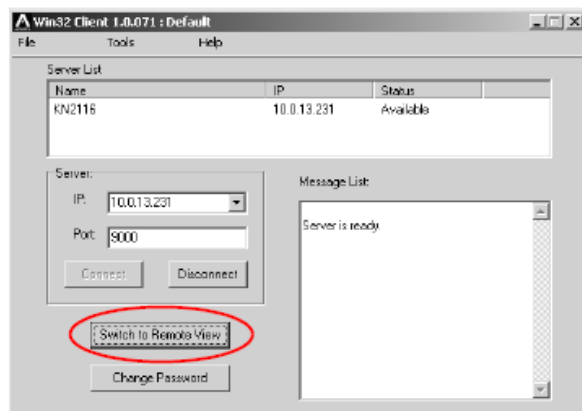 Win32 Client 1.0.071 : Default
File Tools Help
Server List
Name IP Status
KN2116 10.0.13.231 Available
Server:
IP: 10.0.13.231
Port: 9000
Connect Disconnect
Switch to Remote View
Change Password
Message List:
Server is ready.